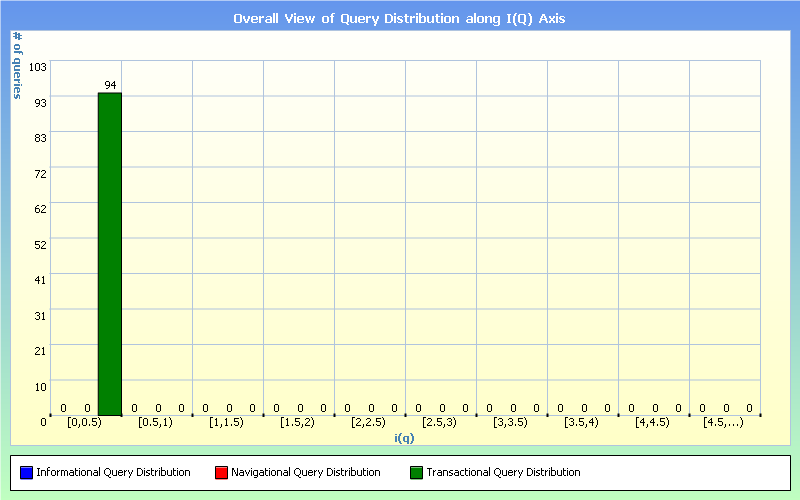 Overall View of Query Distribution along I(Q) Axis
# of queries
103
93
83
72
62
52
41
31
21
10
0
94
0 0 0 0 0 0 0 0 0 0 0 0 0 0 0 0 0 0 0 0 0 0 0 0 0 0 0 0 0
[0,0.5) [0.5,1) [1,1.5) [1.5,2) [2,2.5) [2.5,3) [3,3.5) [3.5,4) [4,4.5) [4.5,...)
i(q)
Informational Query Distribution Navigational Query Distribution Transactional Query Distribution